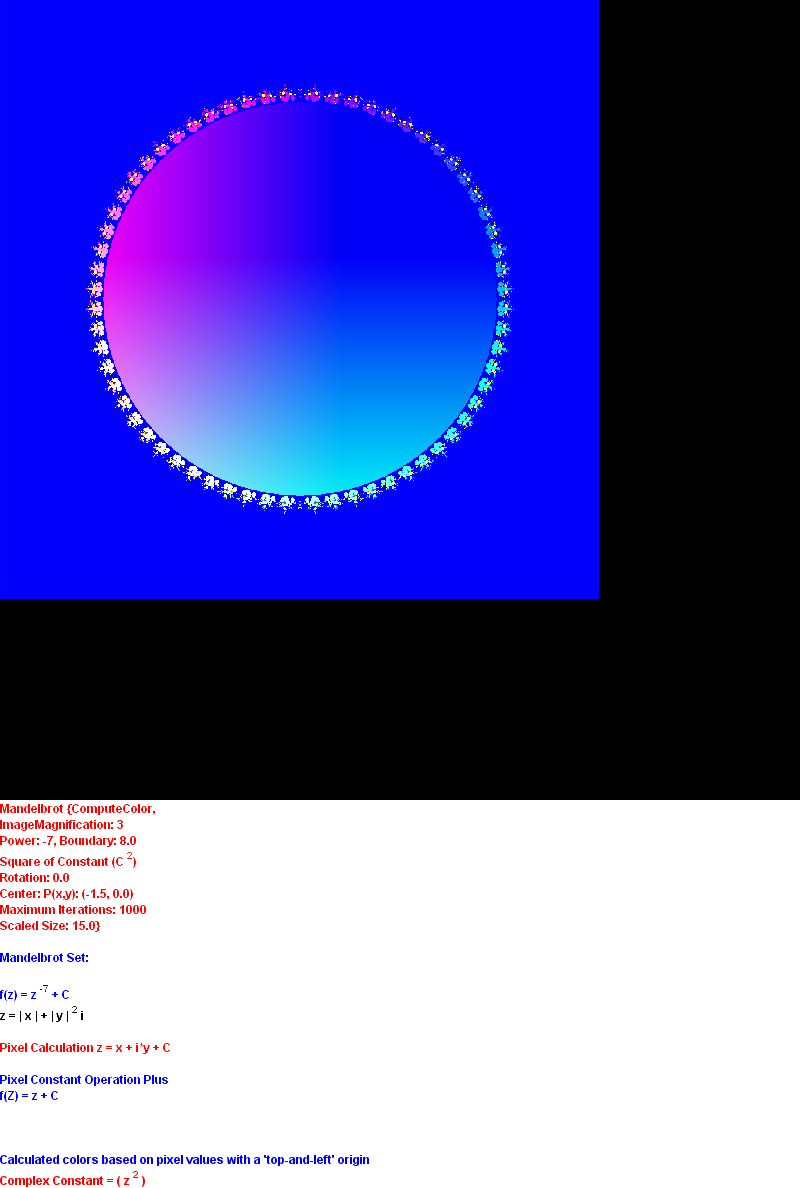 Mandelbrot {ComputeColor,
ImageMagnification: 3
Power: -7, Boundary: 8.0
Square of Constant (C ²)
Rotation: 0.0
Center: P(x,y): (-1.5, 0.0)
Maximum Iterations: 1000
Scaled Size: 15.0}
Mandelbrot Set:
f(z) = z ⁻⁷ + C
z = | x | + | y | ² i
Pixel Calculation z = x + i*y + C
Pixel Constant Operation Plus
f(Z) = z + C
Calculated colors based on pixel values with a 'top-and-left' origin
Complex Constant = ( z ² )